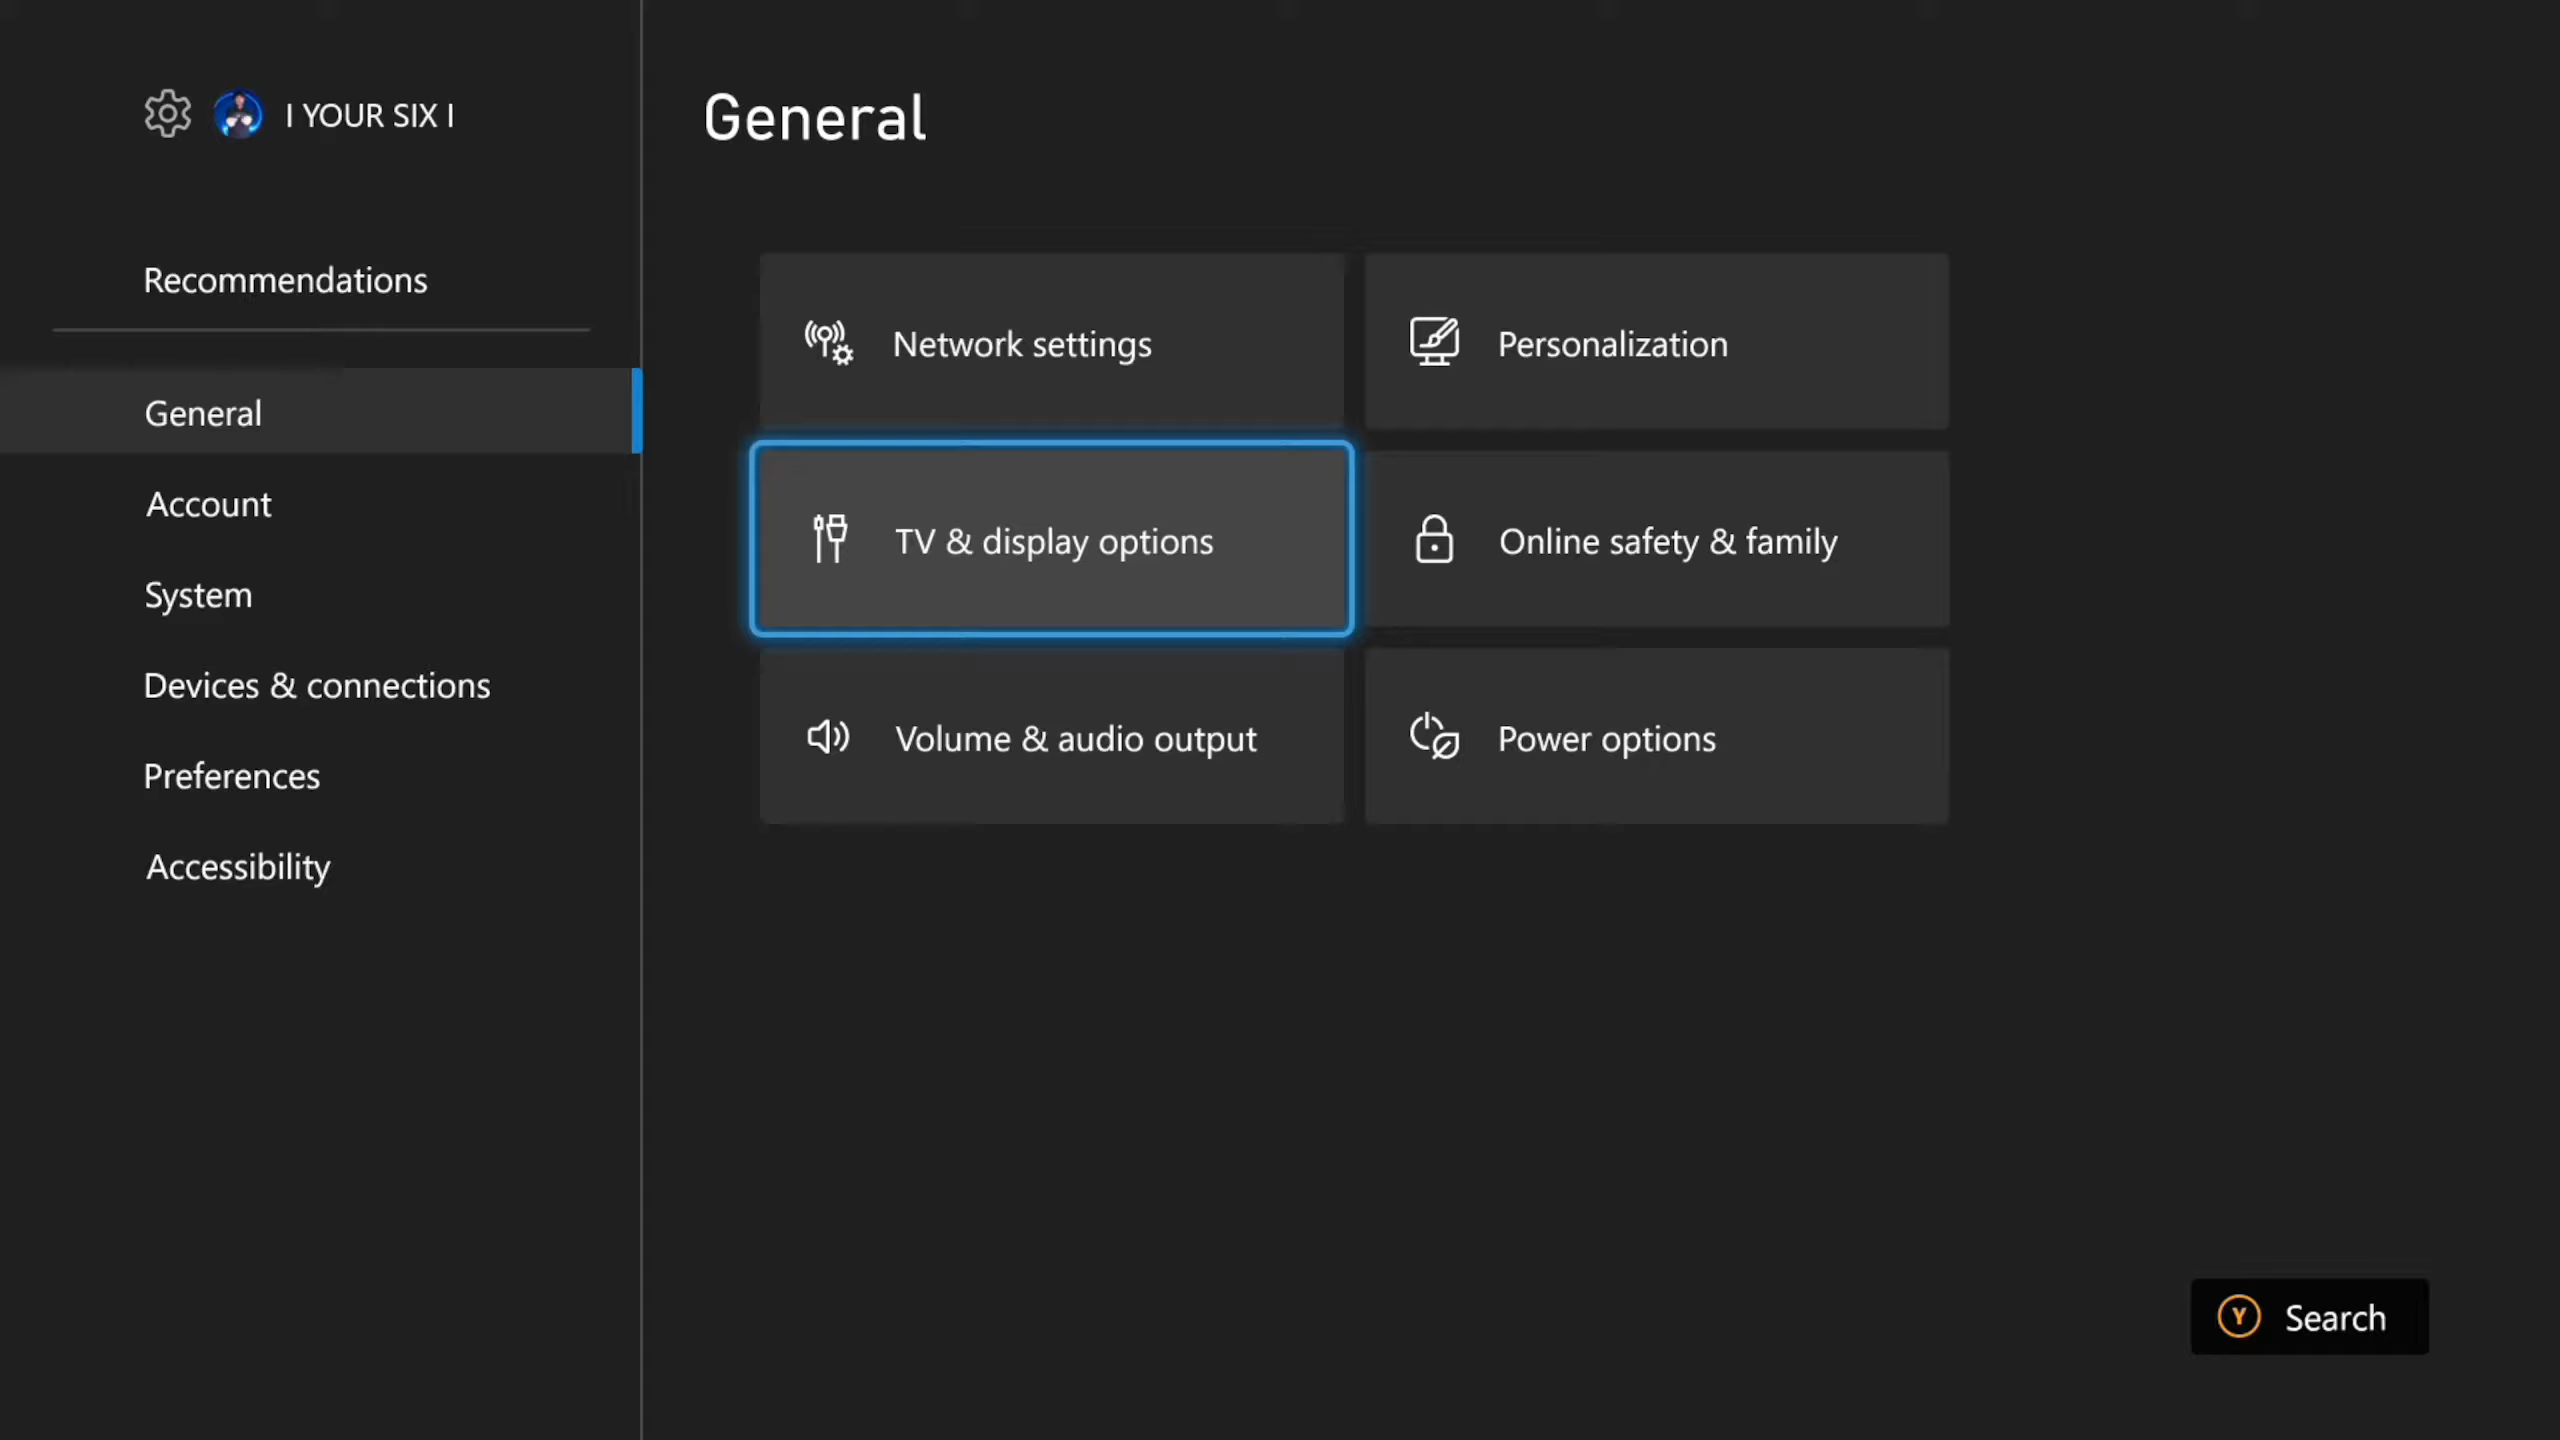 I YOUR SIX I
Recommendations
General
Account
System
Devices & connections
Preferences
Accessibility
General
Network settings
Personalization
TV & display options
Online safety & family
Volume & audio output
Power options
Y Search